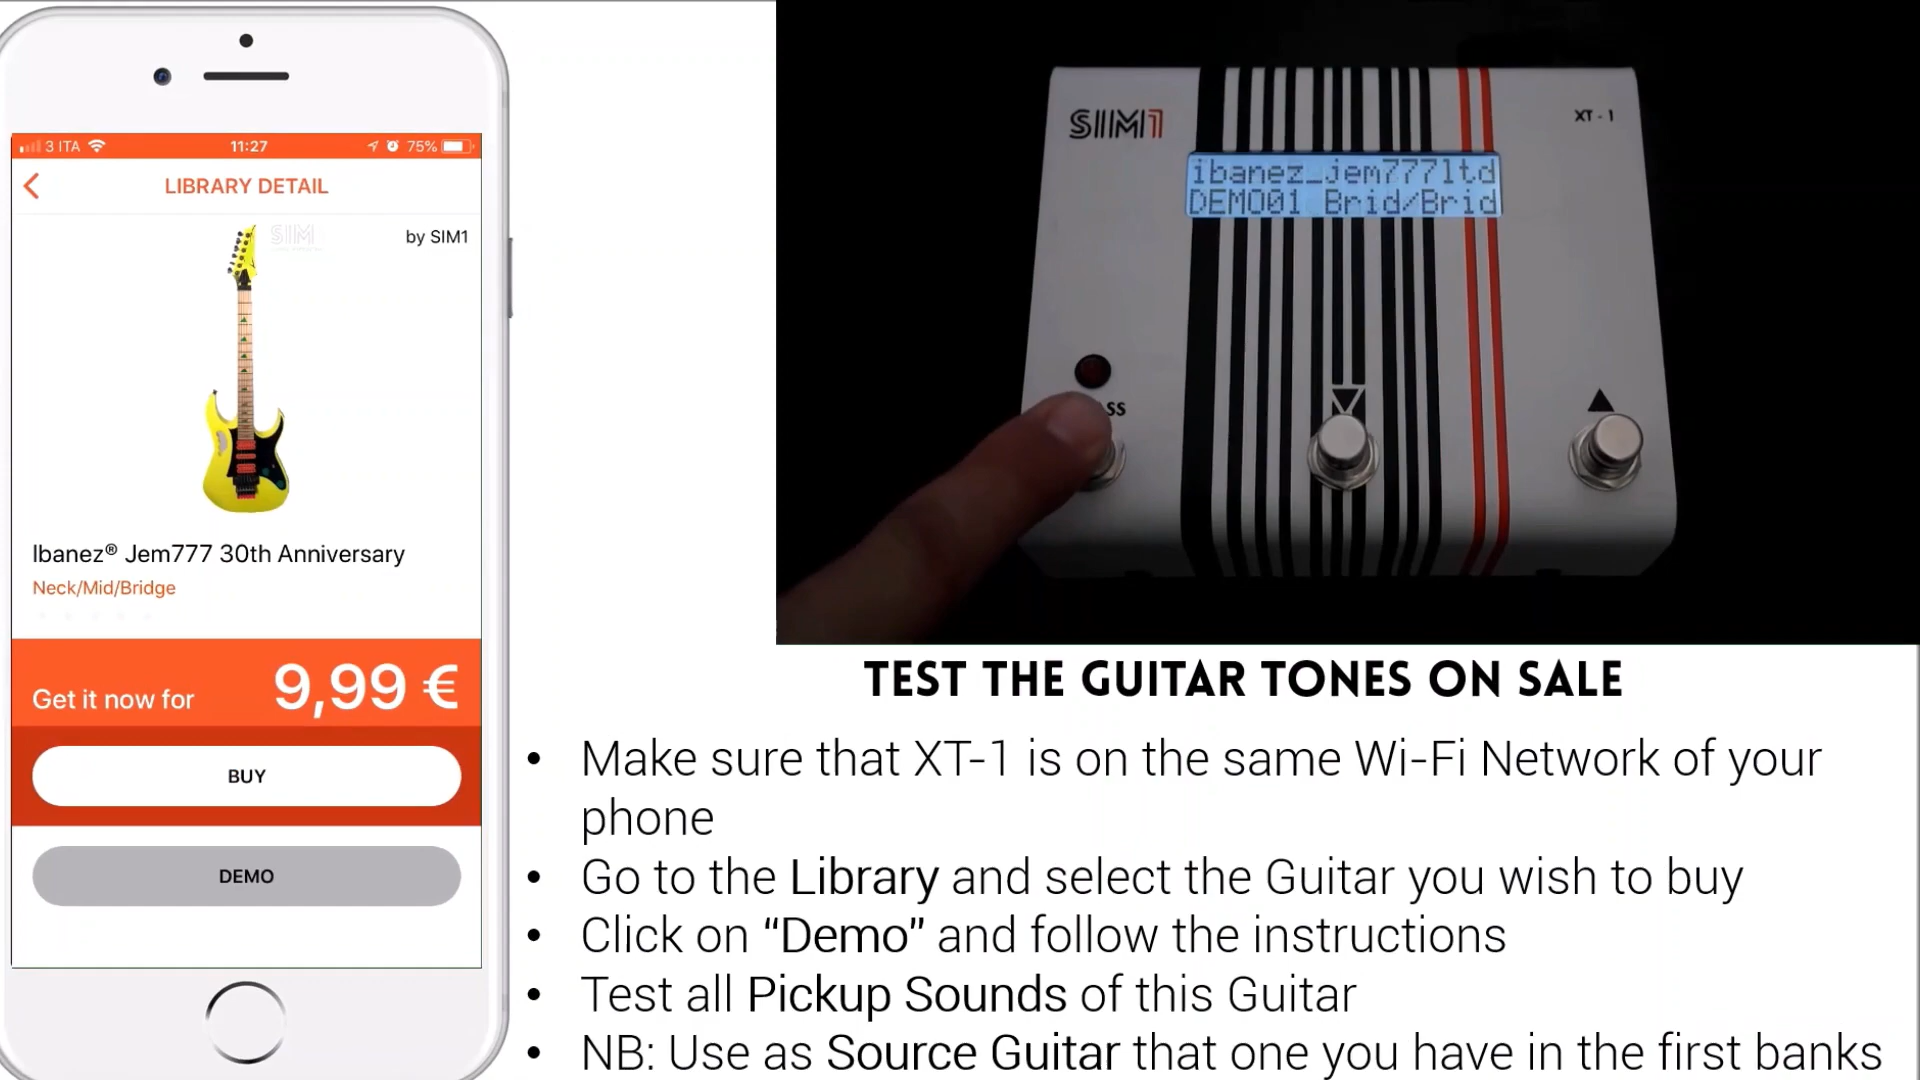 3 ITA
11:27
75%
LIBRARY DETAIL
SIM
by SIM1
Ibanez® Jem777 30th Anniversary
Neck/Mid/Bridge
Get it now for
9,99 €
BUY
DEMO
SIM1
XT - 1
ibanez_jem777ltd
DEMO01 Brid/Brid
ASS
TEST THE GUITAR TONES ON SALE
• Make sure that XT-1 is on the same Wi-Fi Network of your
phone
• Go to the Library and select the Guitar you wish to buy
• Click on “Demo” and follow the instructions
• Test all Pickup Sounds of this Guitar
• NB: Use as Source Guitar that one you have in the first banks